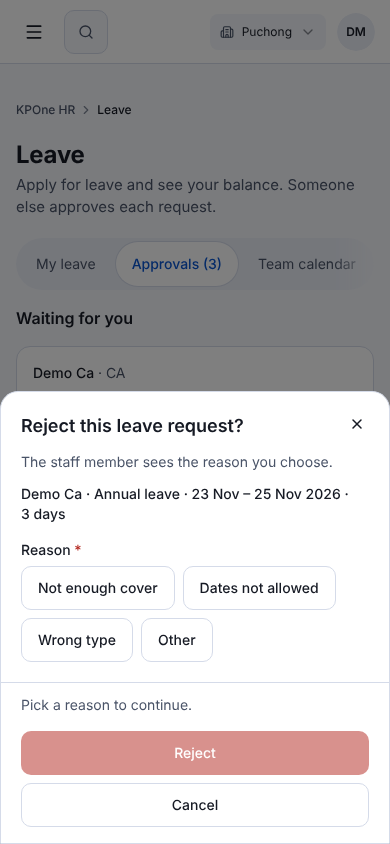 Puchong
DM
KPOne HR > Leave
Leave
Apply for leave and see your balance. Someone
else approves each request.
My leave
Approvals (3)
Team calendar
Waiting for you
Demo Ca · CA
Reject this leave request?
The staff member sees the reason you choose.
Demo Ca · Annual leave · 23 Nov – 25 Nov 2026 ·
3 days
Reason *
Not enough cover
Dates not allowed
Wrong type
Other
Pick a reason to continue.
Reject
Cancel